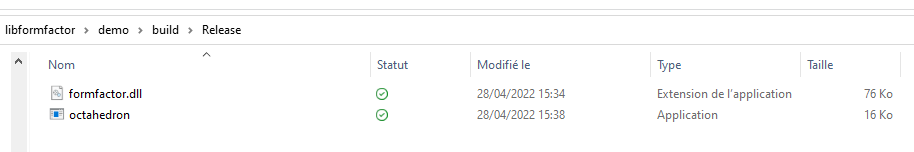 libformfactor > demo > build > Release
Nom Statut Modifié le Type Taille
formfactor.dll 28/04/2022 15:34 Extension de l'application 76 Ko
octahedron 28/04/2022 15:38 Application 16 Ko